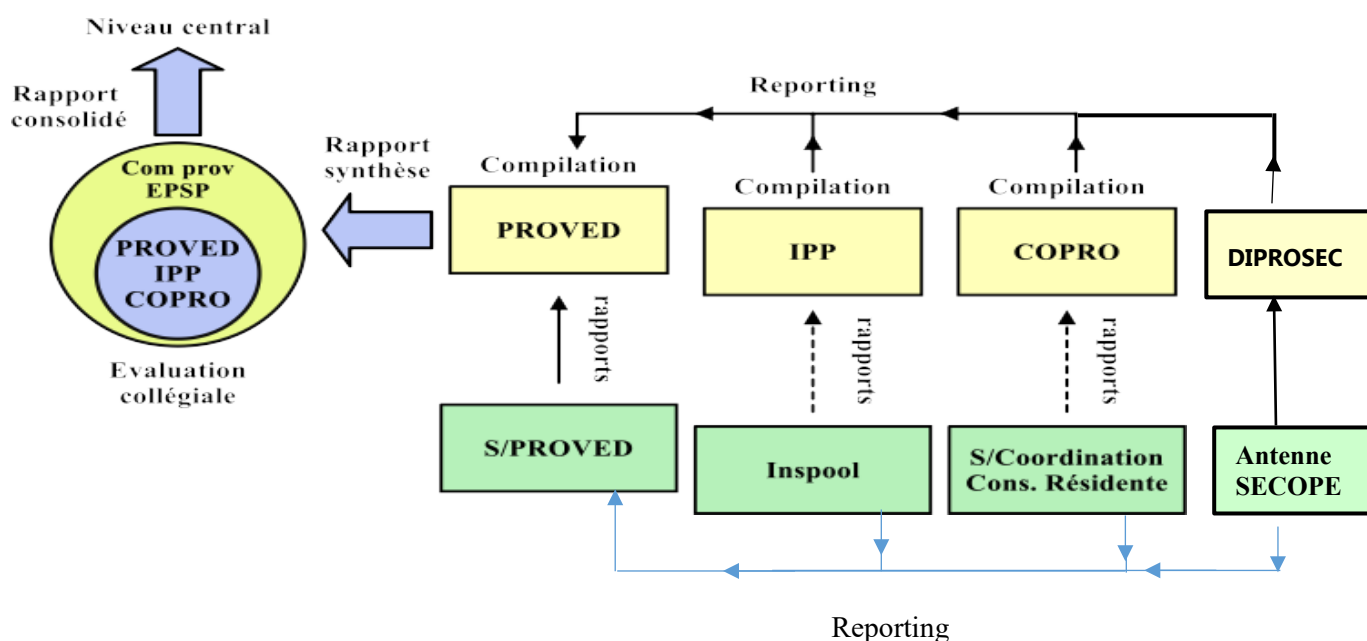 Niveau central
Rapport
consolidé
Com prov
EPSP
PROVED
IPP
COPRO
Evaluation
collégiale
Rapport
synthèse
Reporting
Compilation
PROVED
Compilation
IPP
Compilation
COPRO
DIPROSEC
rapports
rapports
rapports
S/PROVED
Inspool
S/Coordination
Cons. Résidente
Antenne
SECOPE
Reporting